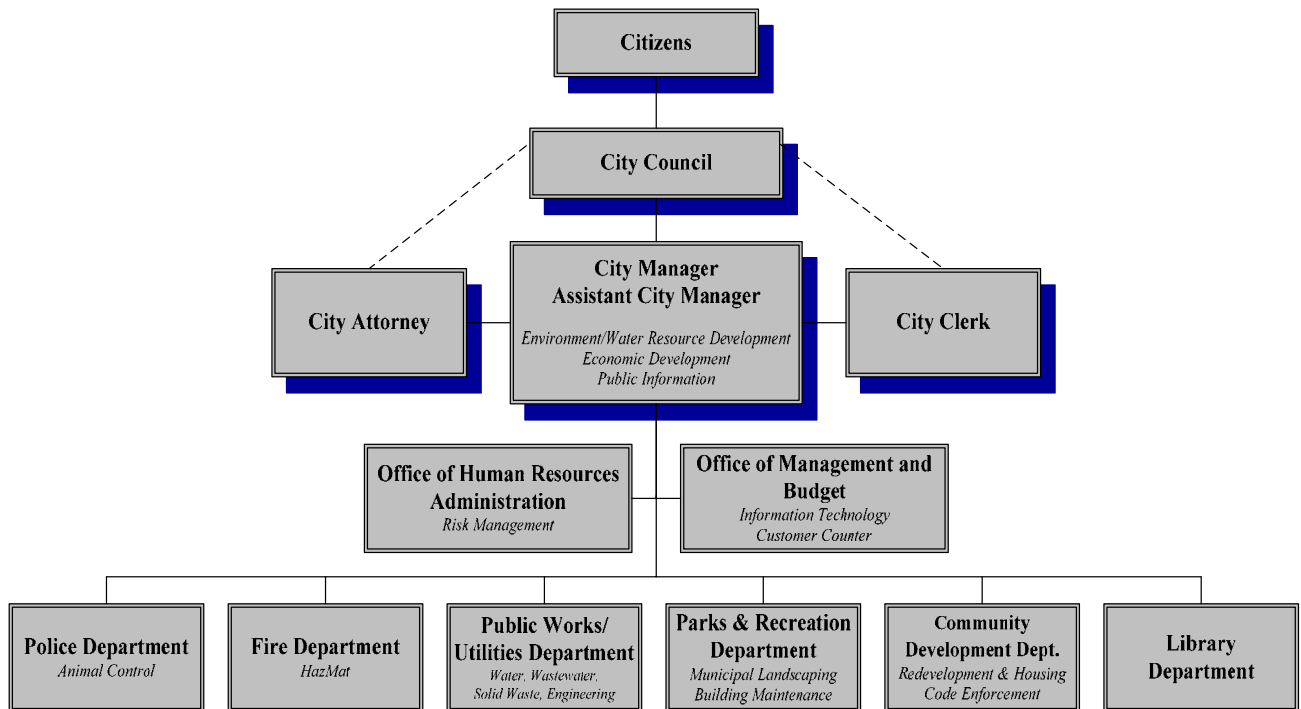 Citizens
City Council
City Manager
Assistant City Manager
Environment/Water Resource Development
Economic Development
Public Information
City Attorney
City Clerk
Office of Human Resources
Administration
Risk Management
Office of Management and
Budget
Information Technology
Customer Counter
Police Department
Animal Control
Fire Department
HazMat
Public Works/
Utilities Department
Water, Wastewater,
Solid Waste, Engineering
Parks & Recreation
Department
Municipal Landscaping
Building Maintenance
Community
Development Dept.
Redevelopment & Housing
Code Enforcement
Library
Department